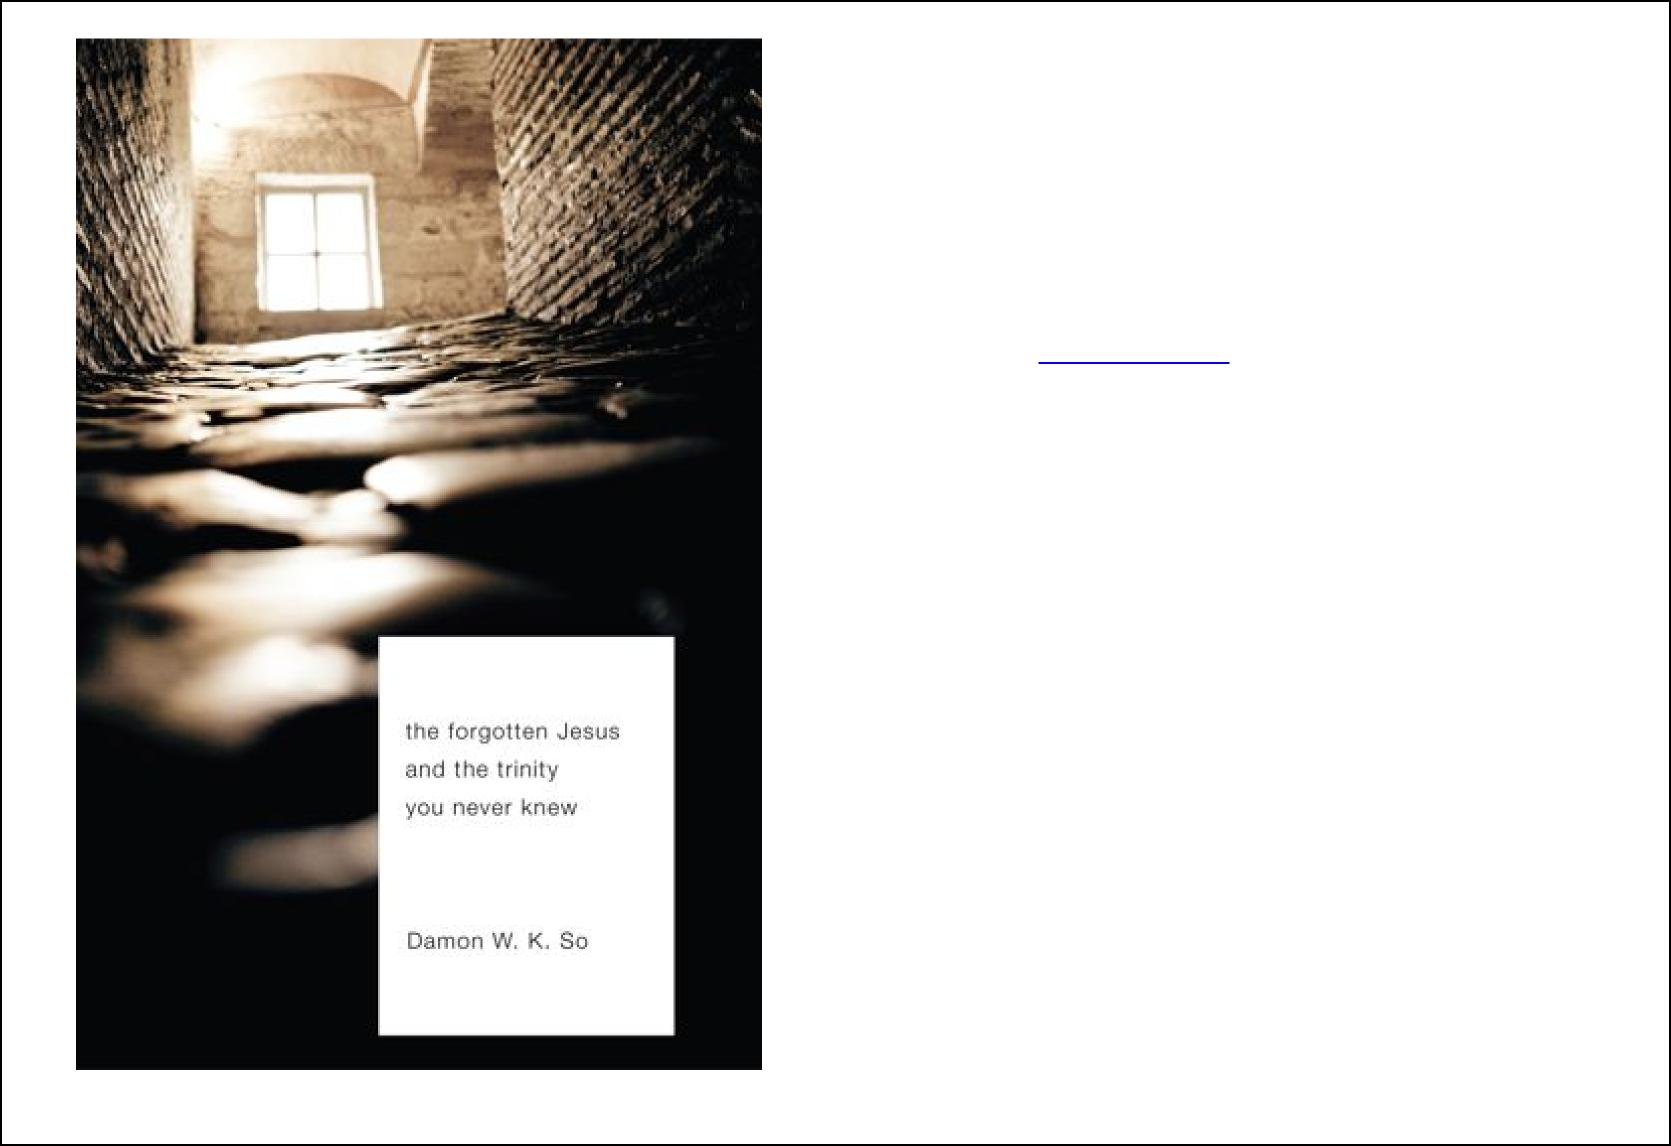 the forgotten Jesus
and the trinity
you never knew
Damon W. K. So